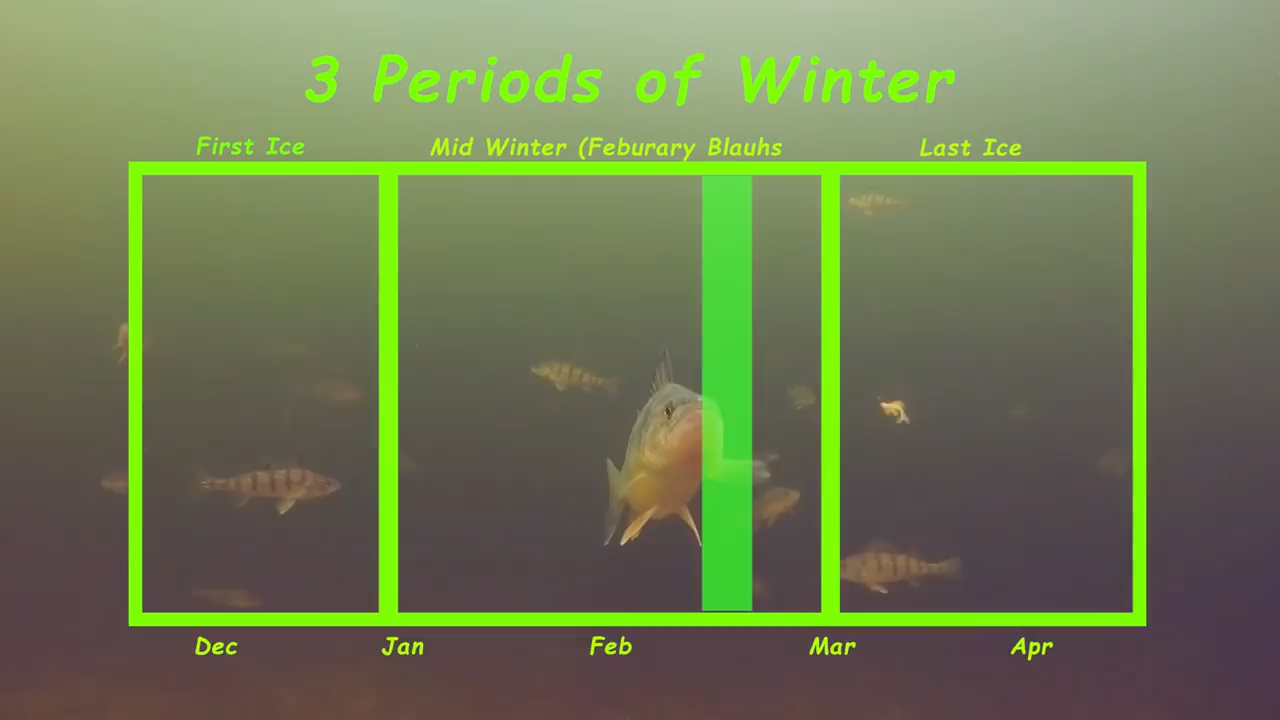 3 Periods of Winter
First Ice Mid Winter (Feburary Blauhs Last Ice
Dec Jan Feb Mar Apr